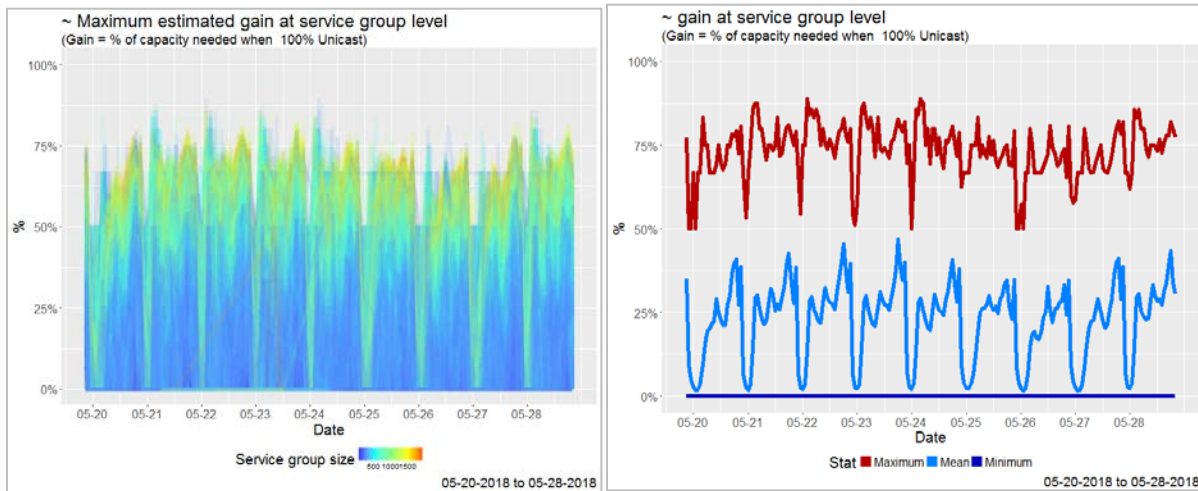 ~ Maximum estimated gain at service group level
(Gain = % of capacity needed when 100% Unicast)
100%
75%
50%
25%
0%
%
05-20 05-21 05-22 05-23 05-24 05-25 05-26 05-27 05-28
Date
Service group size
500 10001500
05-20-2018 to 05-28-2018
~ gain at service group level
(Gain = % of capacity needed when 100% Unicast)
100%
75%
50%
25%
0%
%
05-20 05-21 05-22 05-23 05-24 05-25 05-26 05-27 05-28
Date
Stat Maximum Mean Minimum
05-20-2018 to 05-28-2018